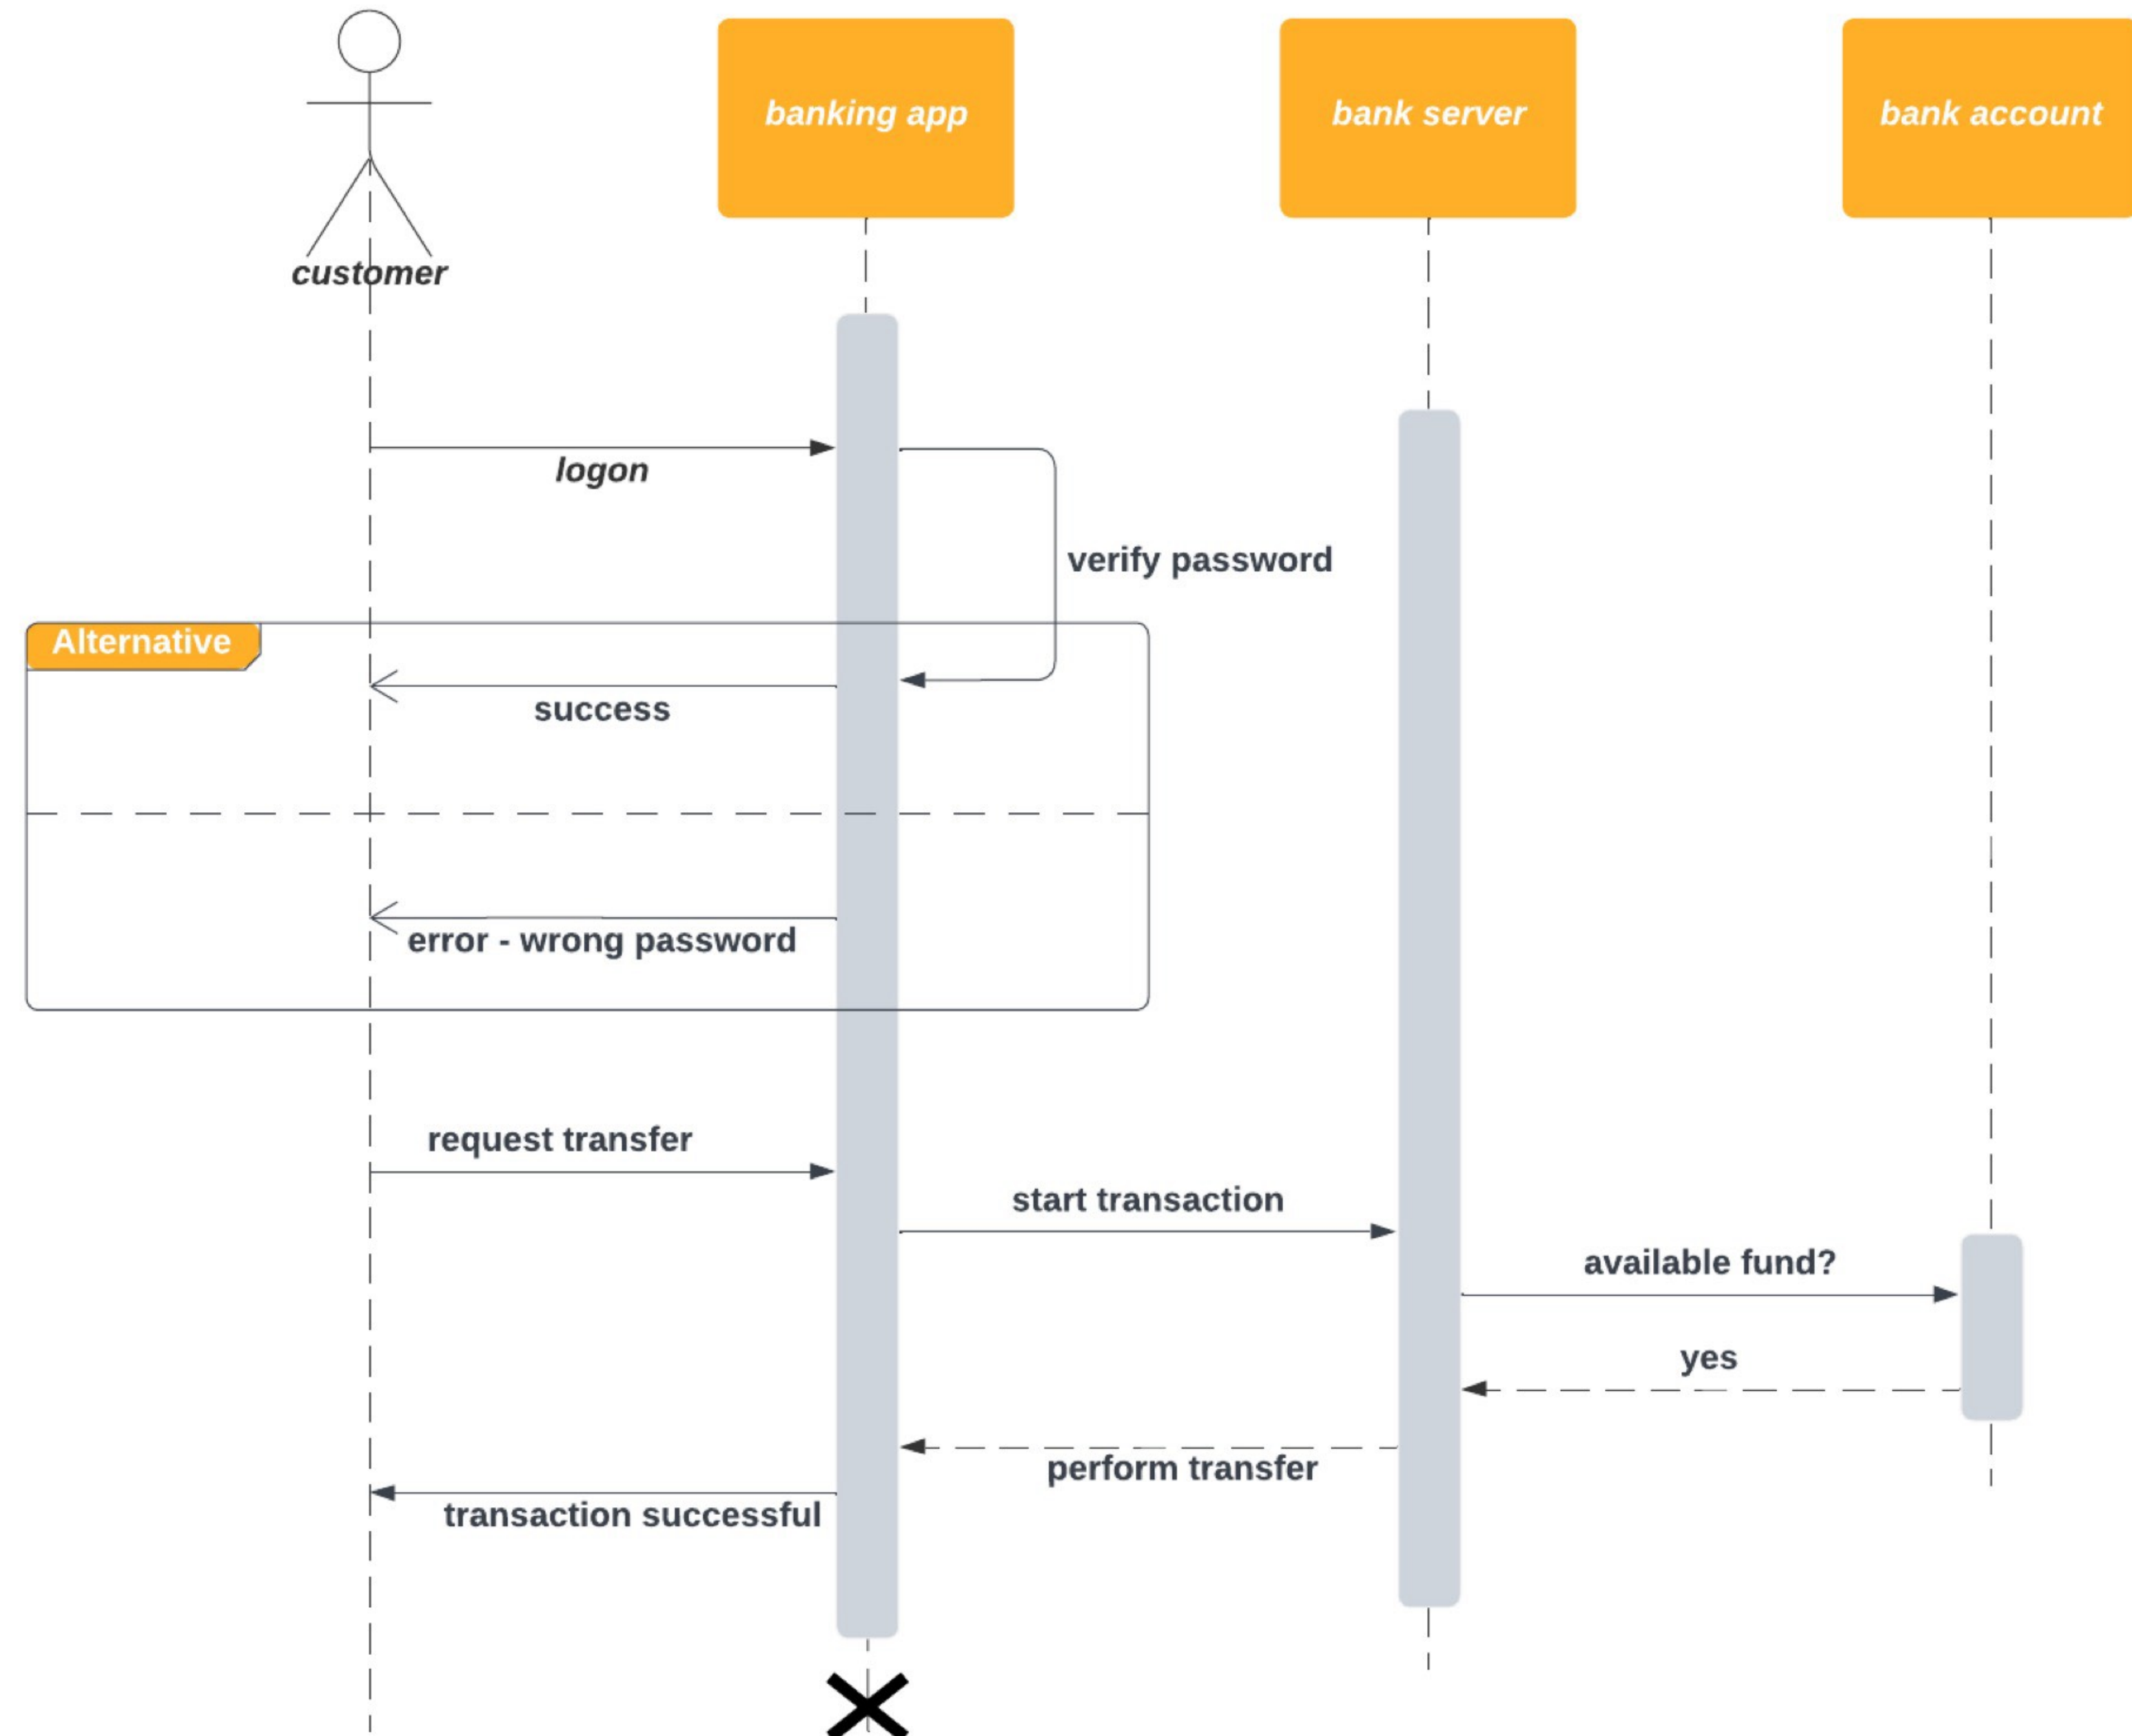 banking app
bank server
bank account
customer
logon
verify password
Alternative
success
error - wrong password
request transfer
start transaction
available fund?
yes
perform transfer
transaction successful